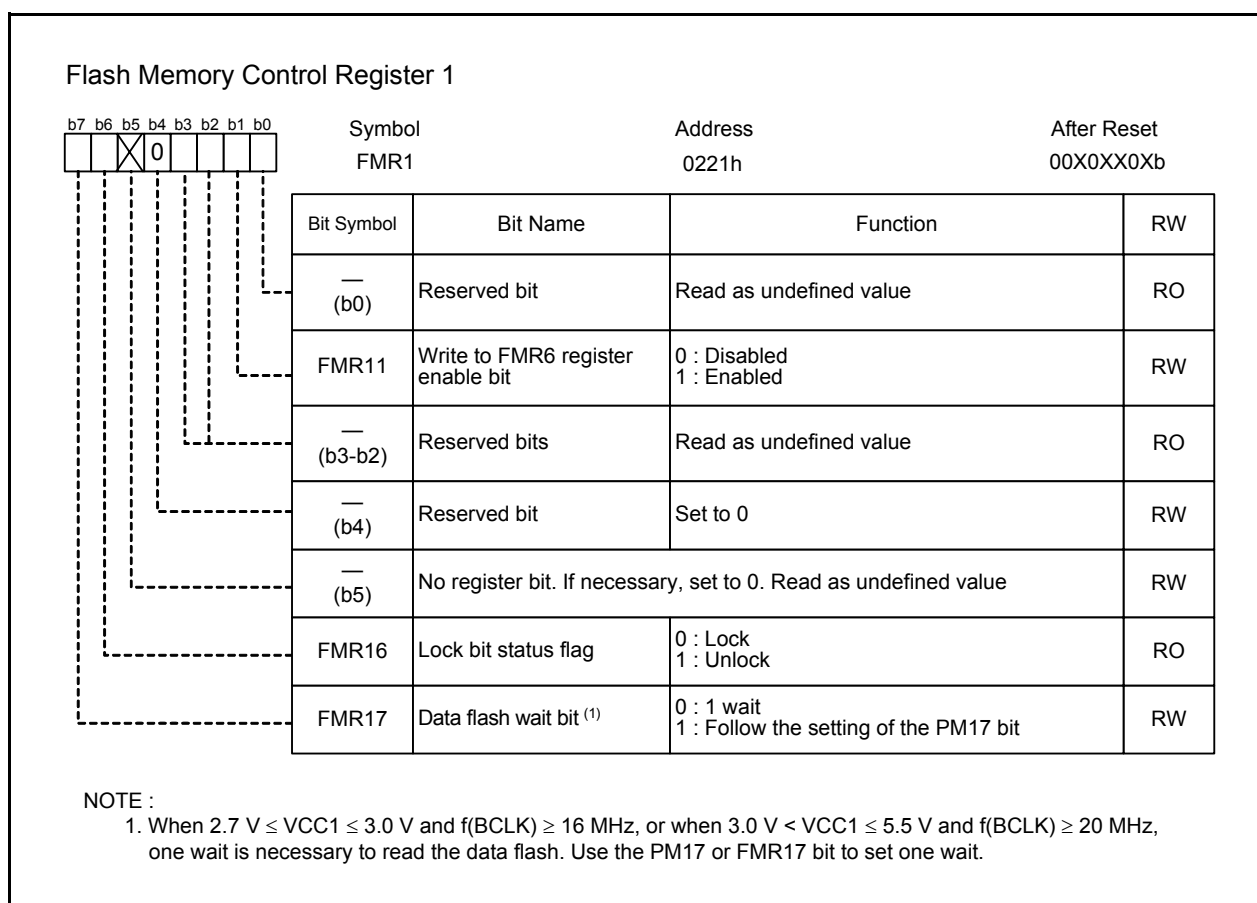 Flash Memory Control Register 1
b7 b6 b5 b4 b3 b2 b1 b0
0
Symbol Address After Reset
FMR1 0221h 00X0XX0Xb
Bit Symbol Bit Name Function RW
—
(b0) Reserved bit Read as undefined value RO
FMR11 Write to FMR6 register
enable bit 0 : Disabled
1 : Enabled RW
—
(b3-b2) Reserved bits Read as undefined value RO
—
(b4) Reserved bit Set to 0 RW
—
(b5) No register bit. If necessary, set to 0. Read as undefined value RW
FMR16 Lock bit status flag 0 : Lock
1 : Unlock RO
FMR17 Data flash wait bit (1) 0 : 1 wait
1 : Follow the setting of the PM17 bit RW
NOTE :
1. When 2.7 V ≤ VCC1 ≤ 3.0 V and f(BCLK) ≥ 16 MHz, or when 3.0 V < VCC1 ≤ 5.5 V and f(BCLK) ≥ 20 MHz,
one wait is necessary to read the data flash. Use the PM17 or FMR17 bit to set one wait.